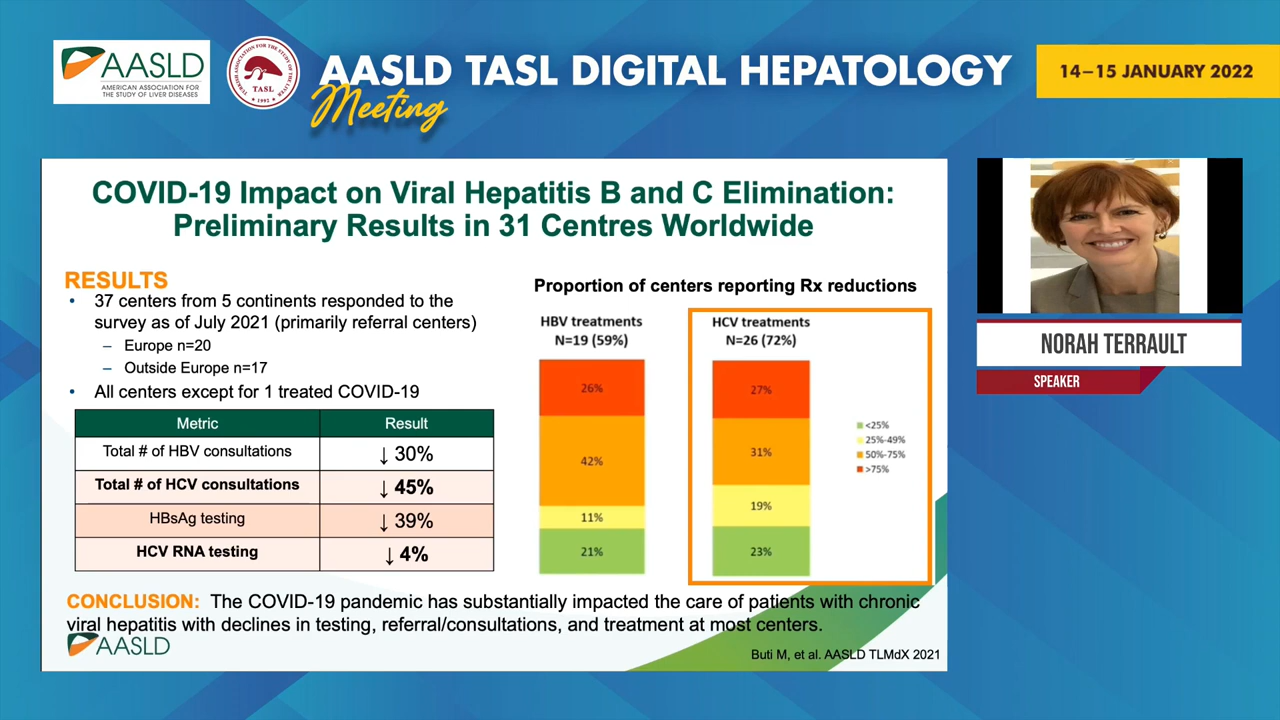 AASLD
AMERICAN ASSOCIATION FOR
THE STUDY OF LIVER DISEASES
TASL
1992
AASLD TASL DIGITAL HEPATOLOGY
Meeting
14–15 JANUARY 2022
COVID-19 Impact on Viral Hepatitis B and C Elimination:
Preliminary Results in 31 Centres Worldwide
RESULTS
• 37 centers from 5 continents responded to the
survey as of July 2021 (primarily referral centers)
– Europe n=20
– Outside Europe n=17
• All centers except for 1 treated COVID-19
Metric Result
Total # of HBV consultations ↓ 30%
Total # of HCV consultations ↓ 45%
HBsAg testing ↓ 39%
HCV RNA testing ↓ 4%
Proportion of centers reporting Rx reductions
HBV treatments
N=19 (59%)
26%
42%
11%
21%
HCV treatments
N=26 (72%)
27%
31%
19%
23%
<25%
25%-49%
50%-75%
>75%
CONCLUSION: The COVID-19 pandemic has substantially impacted the care of patients with chronic
viral hepatitis with declines in testing, referral/consultations, and treatment at most centers.
AASLD
Buti M, et al. AASLD TLMdX 2021
NORAH TERRAULT
SPEAKER